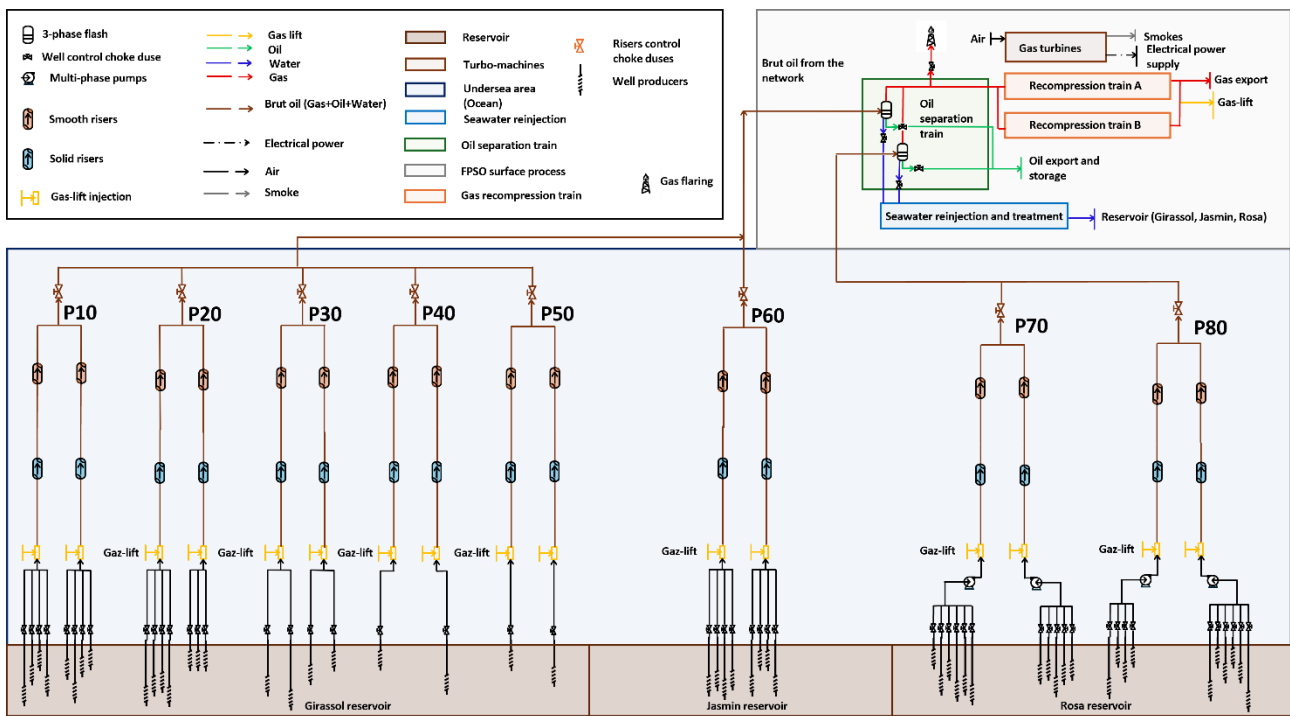 3-phase flash
Well control choke duse
Multi-phase pumps
Smooth risers
Solid risers
Gas-lift injection
Gas lift
Oil
Water
Gas
Brut oil (Gas+Oil+Water)
Electrical power
Air
Smoke
Reservoir
Turbo-machines
Undersea area
(Ocean)
Seawater reinjection
Oil separation train
FPSO surface process
Gas recompression train
Risers control
choke duses
Well producers
Gas flaring
Brut oil from the
network
Air
Gas turbines
Smokes
Electrical power
supply
Oil
separation
train
Recompression train A
Recompression train B
Gas export
Gas-lift
Oil export and
storage
Seawater reinjection and treatment
Reservoir (Girassol, Jasmin, Rosa)
P10
P20
P30
P40
P50
P60
P70
P80
Gaz-lift
Gaz-lift
Gaz-lift
Gaz-lift
Gaz-lift
Gaz-lift
Gaz-lift
Girassol reservoir
Jasmin reservoir
Rosa reservoir